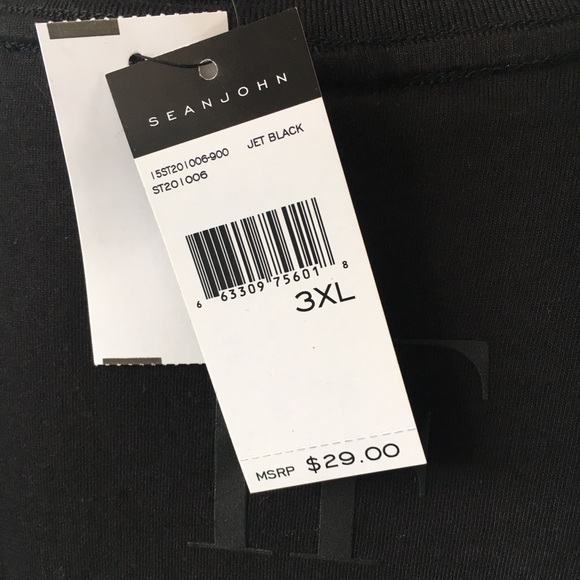 SEANJOHN
15ST201006-900 JET BLACK
ST201006
6 63309 75601 8
3XL
MSRP $29.00